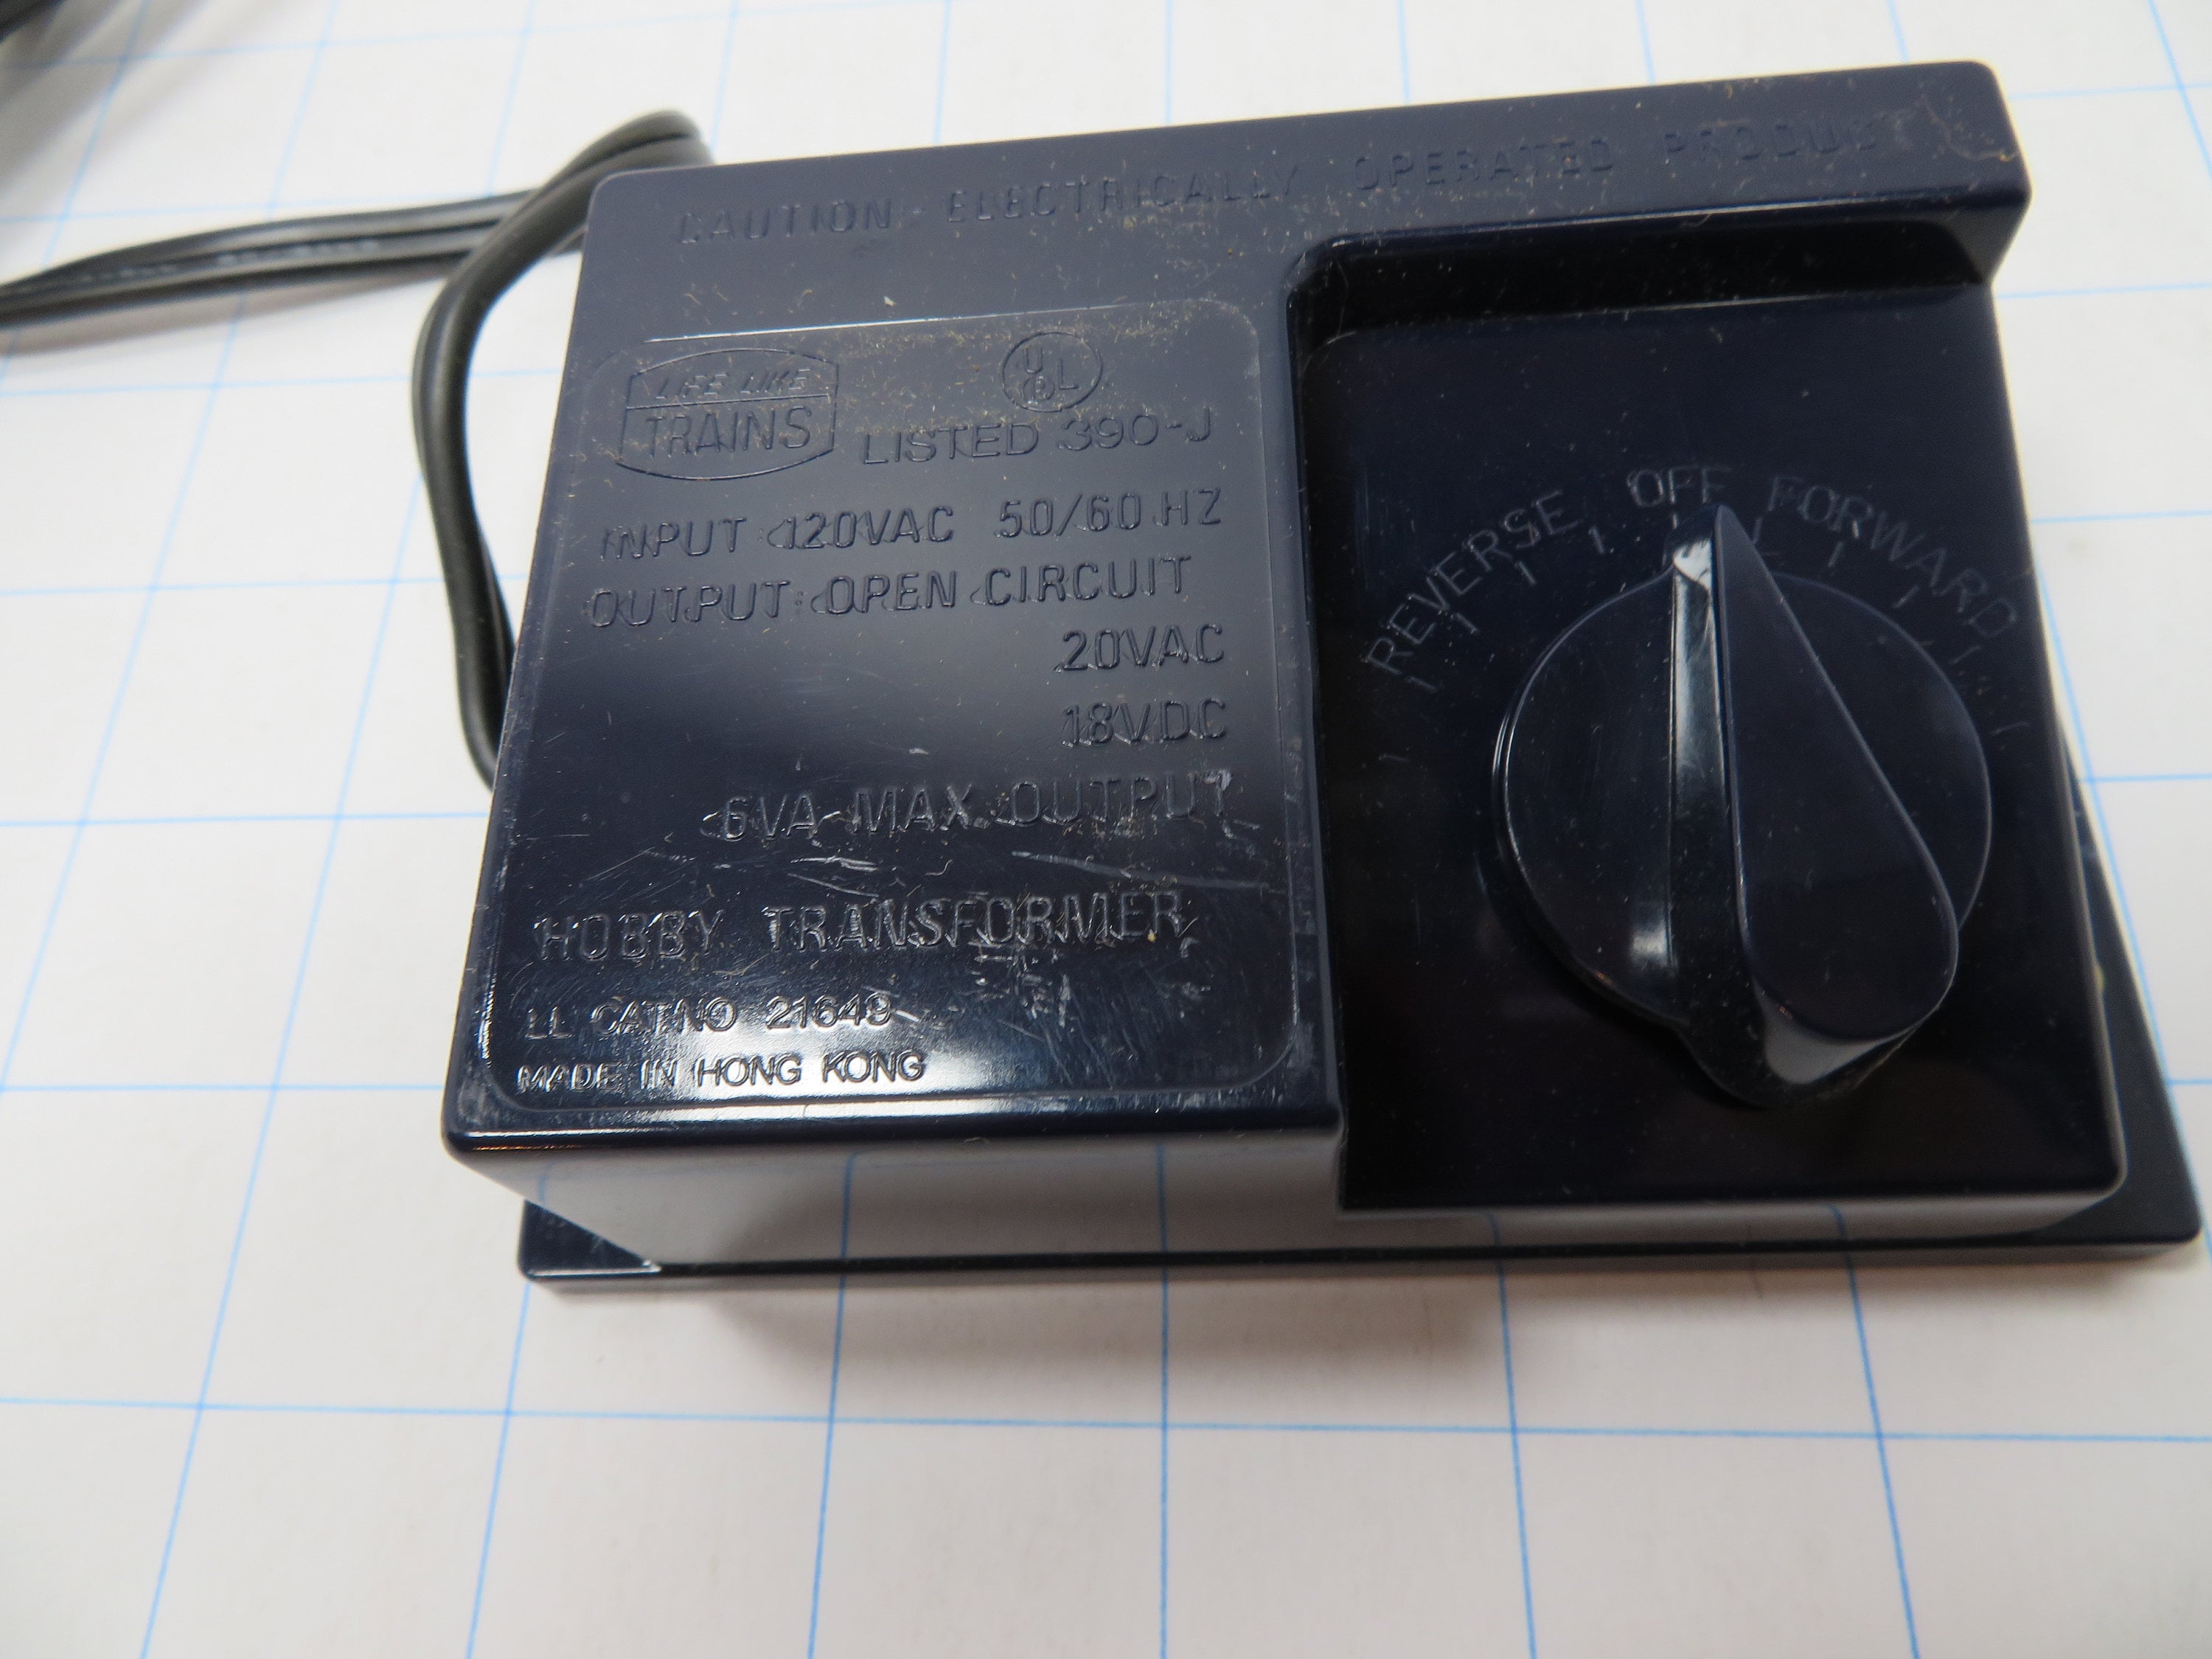 CAUTION ELECTRICALLY OPERATED PRODUCT
LIFE LIKE
TRAINS
UL
LISTED 390-J
INPUT: 120VAC 50/60 HZ
OUTPUT: OPEN CIRCUIT
20VAC
18VDC
6VA MAX. OUTPUT
HOBBY TRANSFORMER
LL CAT NO 21649
MADE IN HONG KONG
REVERSE OFF FORWARD